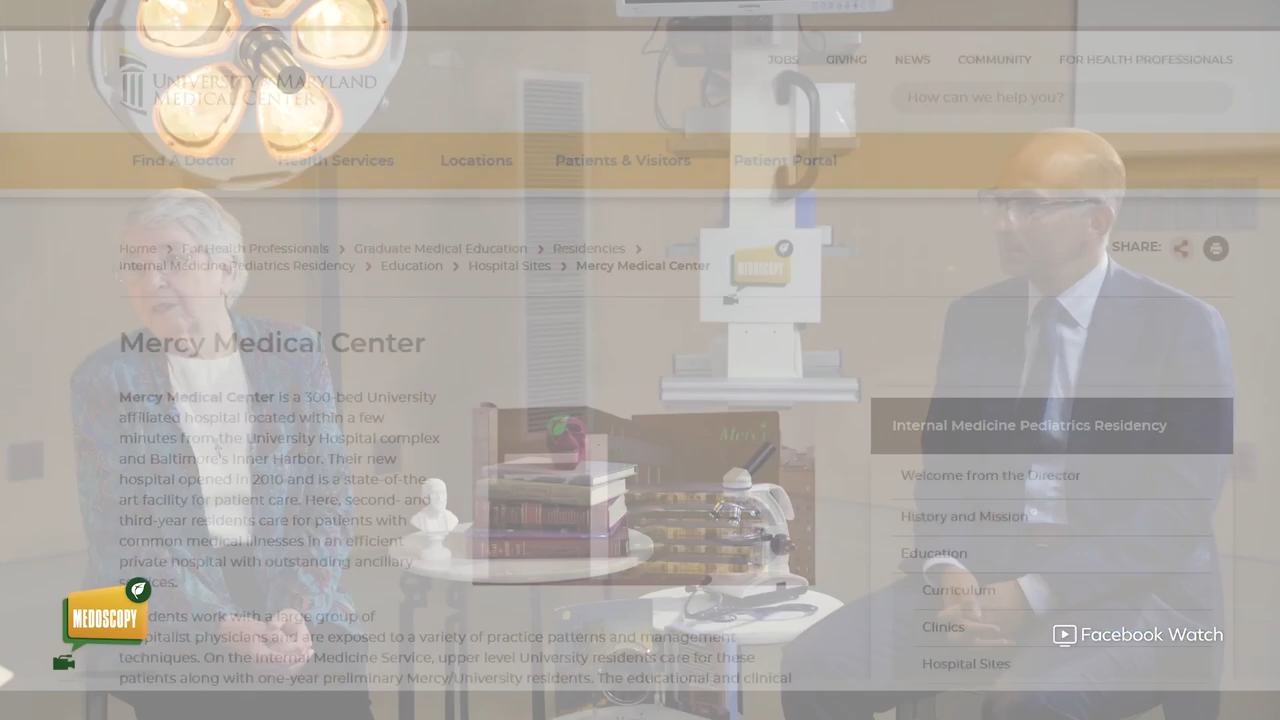 JOBS GIVING NEWS COMMUNITY FOR HEALTH PROFESSIONALS
UNIVERSITY of MARYLAND
MEDICAL CENTER
How can we help you?
Find A Doctor Health Services Locations Patients & Visitors Patient Portal
Home > For Health Professionals > Graduate Medical Education > Residencies >
Internal Medicine Pediatrics Residency > Education > Hospital Sites > Mercy Medical Center
SHARE:
MEDOSCOPY
Mercy Medical Center
Mercy Medical Center is a 300-bed University
affiliated hospital located within a few
minutes from the University Hospital complex
and Baltimore's Inner Harbor. Their new
hospital opened in 2010 and is a state-of-the-
art facility for patient care. Here, second- and
third-year residents care for patients with
common medical illnesses in an efficient
private hospital with outstanding ancillary
services.
dents work with a large group of
pitalist physicians and are exposed to a variety of practice patterns and management
techniques. On the Internal Medicine Service, upper level University residents care for these
patients along with one-year preliminary Mercy/University residents. The educational and clinical
Mercy
Internal Medicine Pediatrics Residency
Welcome from the Director
History and Mission
Education
Curriculum
Clinics
Hospital Sites
MEDOSCOPY
Facebook Watch